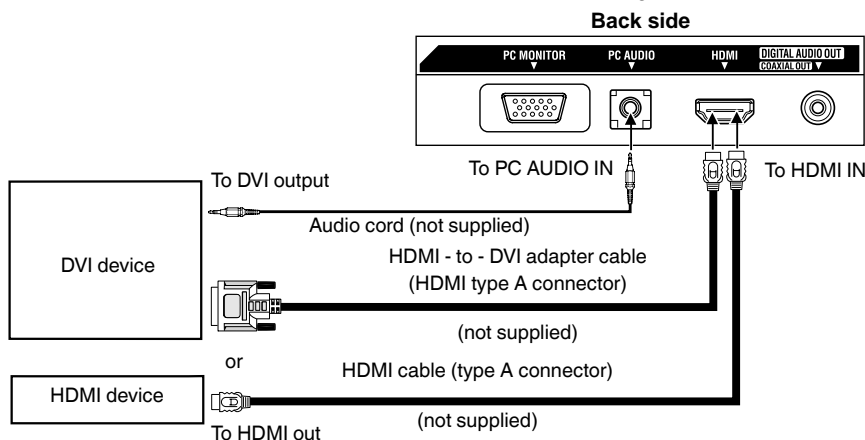 Back side
PC MONITOR
PC AUDIO
HDMI
DIGITAL AUDIO OUT
COAXIAL OUT
To PC AUDIO IN
To HDMI IN
To DVI output
Audio cord (not supplied)
DVI device
HDMI - to - DVI adapter cable
(HDMI type A connector)
(not supplied)
or
HDMI cable (type A connector)
HDMI device
(not supplied)
To HDMI out